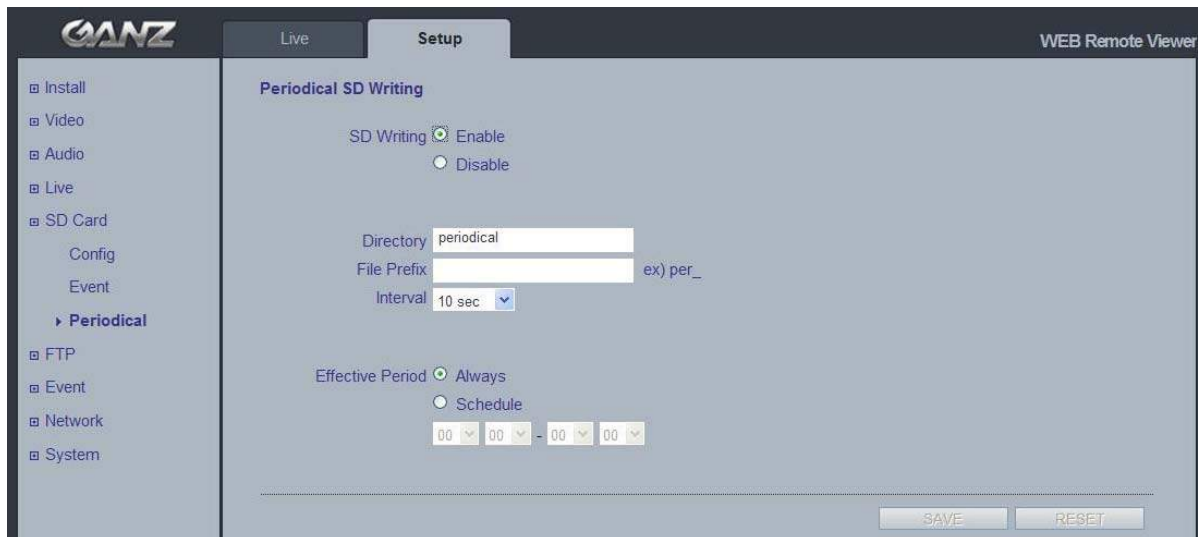 GANZ
Live
Setup
WEB Remote Viewer
Install
Video
Audio
Live
SD Card
Config
Event
Periodical
FTP
Event
Network
System
Periodical SD Writing
SD Writing Enable
Disable
Directory periodical
File Prefix ex) per_
Interval 10 sec
Effective Period Always
Schedule
00 00 - 00 00
SAVE RESET